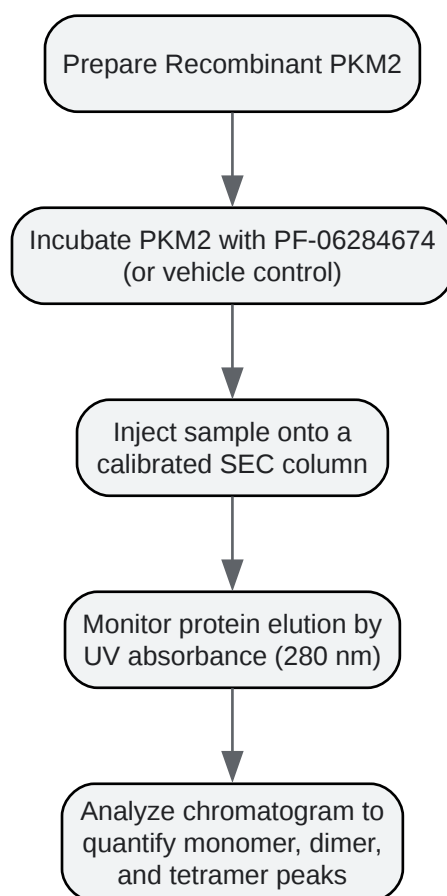 Prepare Recombinant PKM2
Incubate PKM2 with PF-06284674
(or vehicle control)
Inject sample onto a
calibrated SEC column
Monitor protein elution by
UV absorbance (280 nm)
Analyze chromatogram to
quantify monomer, dimer,
and tetramer peaks